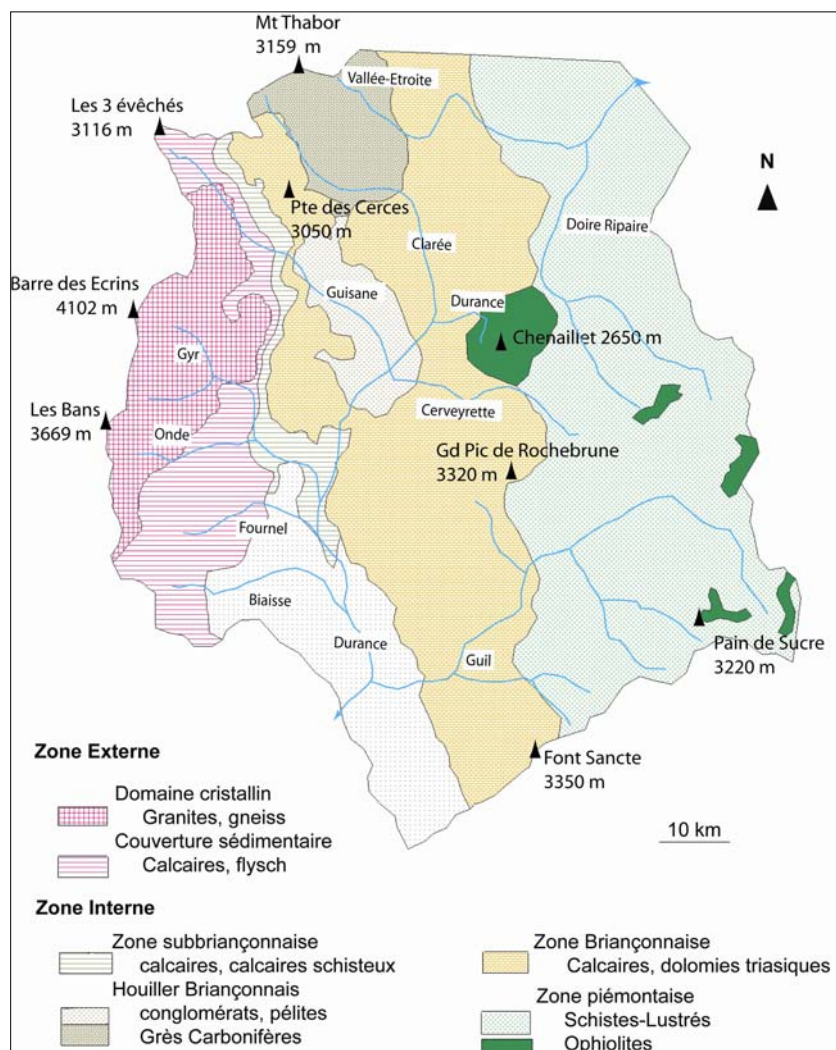 Mt Thabor
3159 m
Vallée-Etroite
Les 3 évêchés
3116 m
N
Pte des Cerces
3050 m
Clarée
Doire Ripaire
Barre des Ecrins
4102 m
Guisane
Durance
Chenaillet 2650 m
Gyr
Les Bans
3669 m
Onde
Cerveyrette
Gd Pic de Rochebrune
3320 m
Fournel
Biaisse
Durance
Guil
Pain de Sucre
3220 m
Font Sancte
3350 m
10 km
Zone Externe
Domaine cristallin
Granites, gneiss
Couverture sédimentaire
Calcaires, flysch
Zone Interne
Zone subbriançonnaise
calcaires, calcaires schisteux
Houiller Briançonnais
conglomérats, pélites
Grès Carbonifères
Zone Briançonnaise
Calcaires, dolomies triasiques
Zone piémontaise
Schistes-Lustrés
Ophiolites